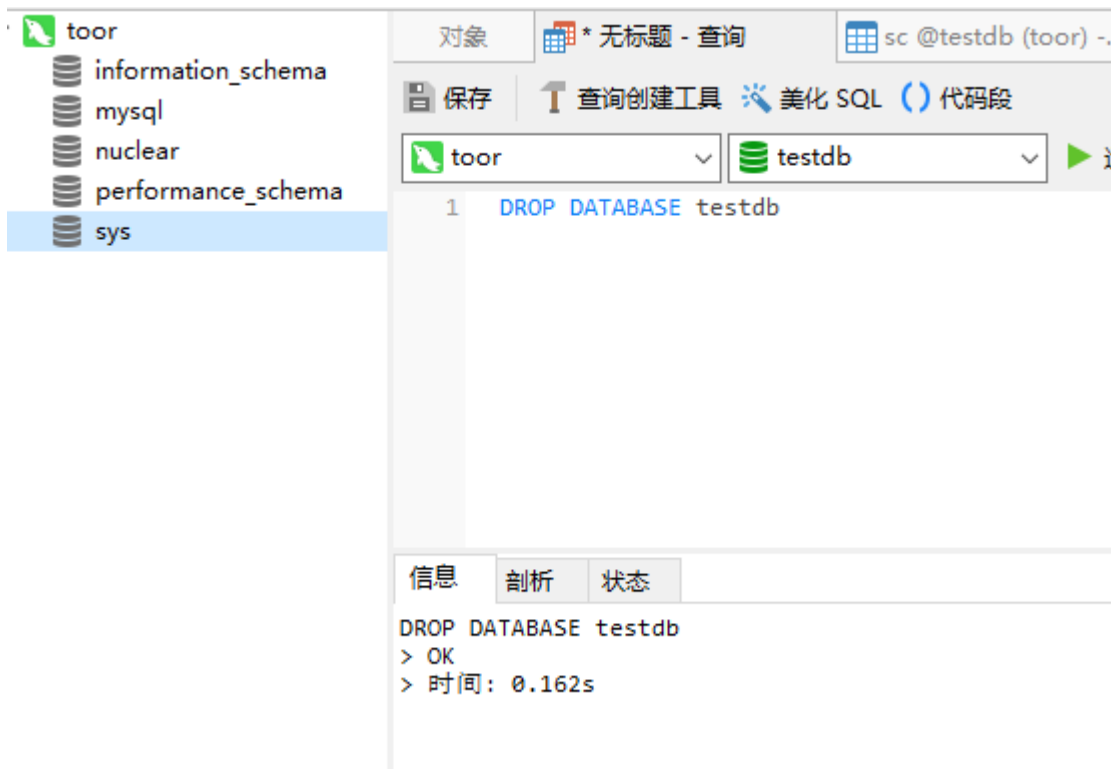 toor
information_schema
mysql
nuclear
performance_schema
sys
对象
* 无标题 - 查询
sc @testdb (toor) -
保存
查询创建工具
美化 SQL
代码段
toor
testdb
1 DROP DATABASE testdb
信息
剖析
状态
DROP DATABASE testdb
> OK
> 时间: 0.162s